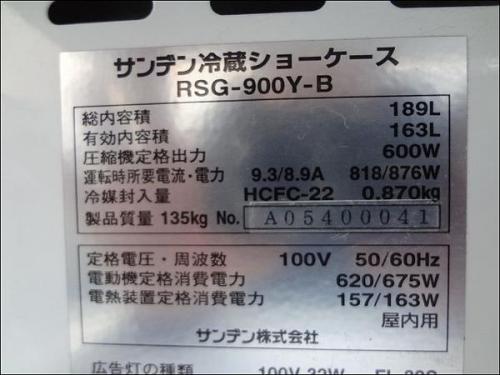 サンデン冷蔵ショーケース
RSG-900Y-B
総内容積 189L
有効内容積 163L
圧縮機定格出力 600W
運転時所要電流・電力 9.3/8.9A 818/876W
冷媒封入量 HCFC-22 0.870kg
製品質量 135kg No. A05400041
定格電圧・周波数 100V 50/60Hz
電動機定格消費電力 620/675W
電熱装置定格消費電力 157/163W
屋内用
サンデン株式会社
広告灯の種類 100V 32W